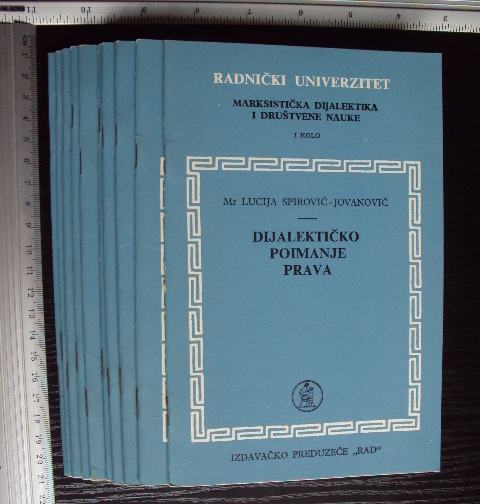 RADNIČKI UNIVERZITET
MARKSISTIČKA DIJALEKTIKA
I DRUŠTVENE NAUKE
I KOLO
Mr LUCIJA SPIROVIĆ-JOVANOVIĆ
DIJALEKTIČKO
POIMANJE
PRAVA
IZDAVAČKO PREDUZEĆE „RAD“